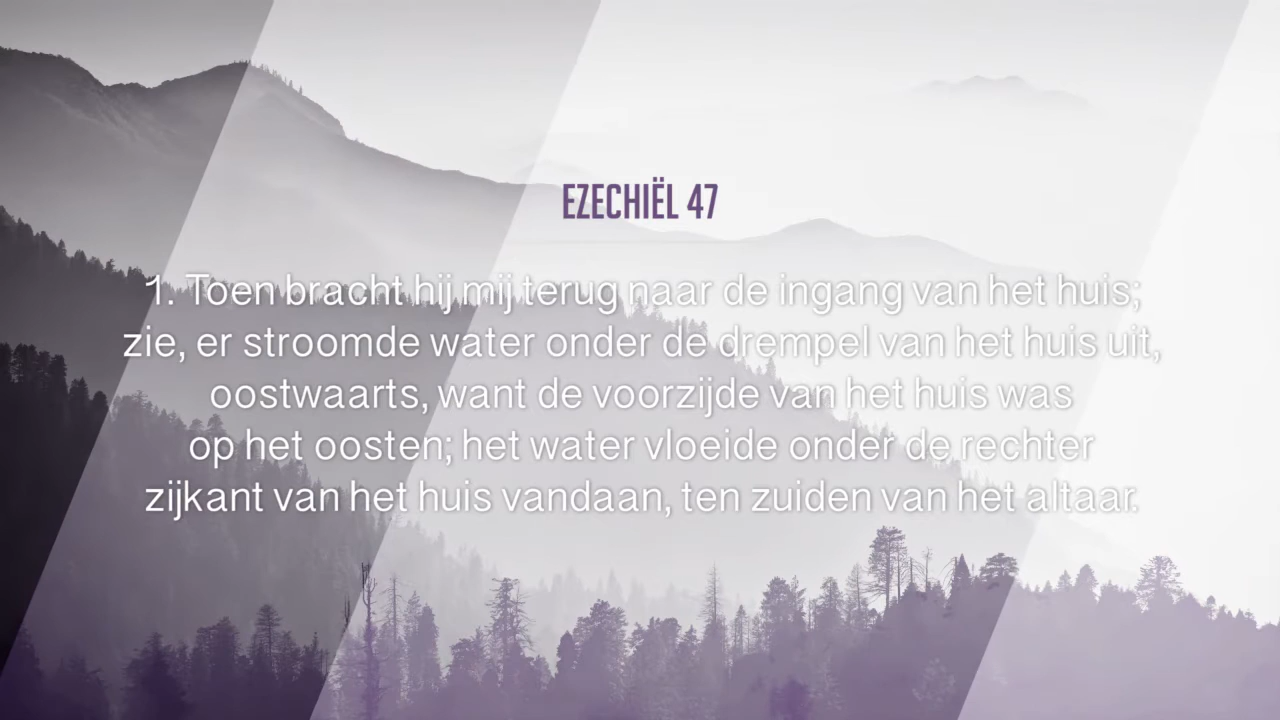 EZECHIËL 47
1. Toen bracht hij mij terug naar de ingang van het huis;
zie, er stroomde water onder de drempel van het huis uit,
oostwaarts, want de voorzijde van het huis was
op het oosten; het water vloeide onder de rechter
zijkant van het huis vandaan, ten zuiden van het altaar.